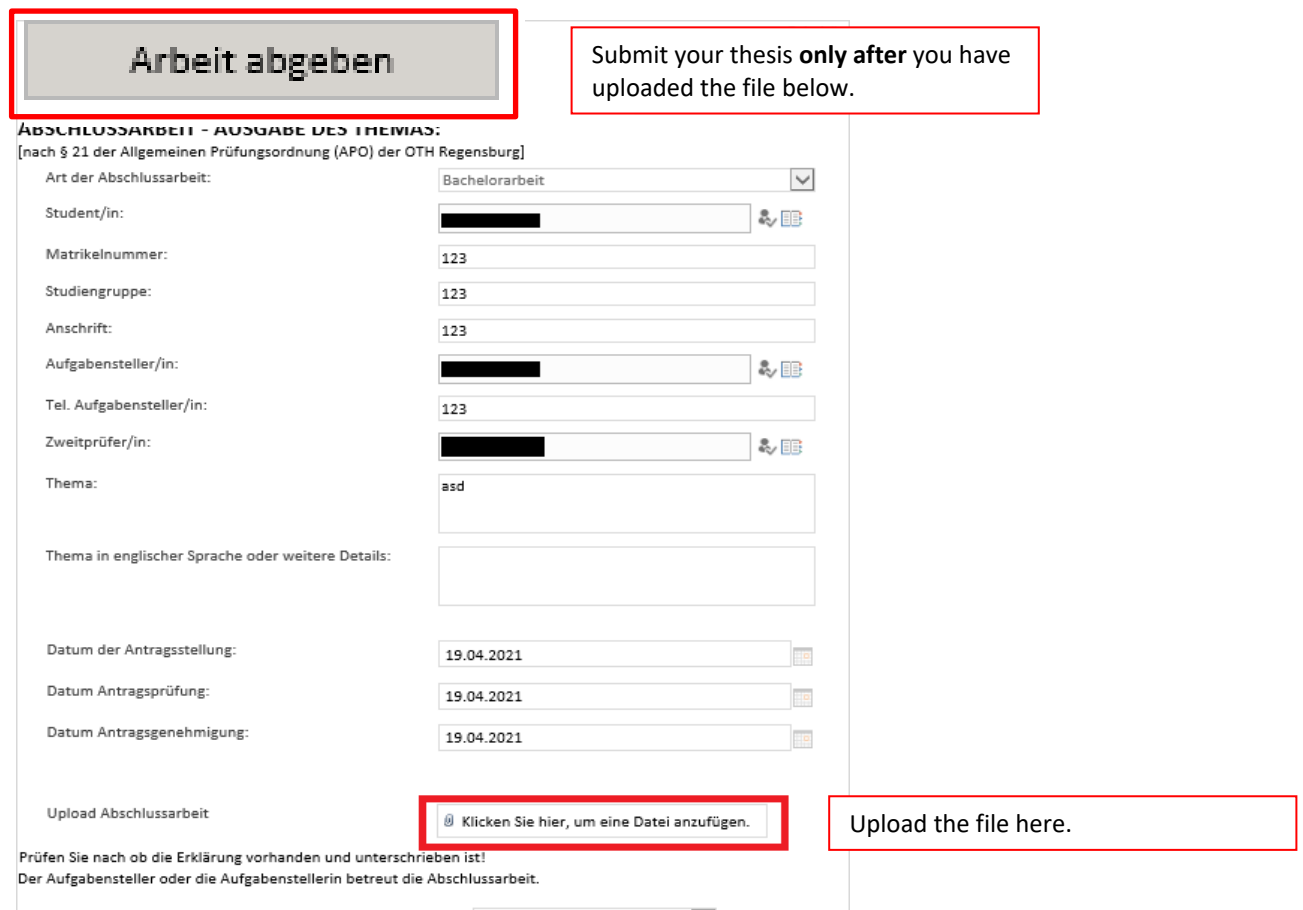 Arbeit abgeben
Submit your thesis only after you have
uploaded the file below.
ABSCHLUSSARBEIT - AUSGABE DES THEMAS:
[nach § 21 der Allgemeinen Prüfungsordnung (APO) der OTH Regensburg]
Art der Abschlussarbeit: Bachelorarbeit
Student/in:
Matrikelnummer: 123
Studiengruppe: 123
Anschrift: 123
Aufgabensteller/in:
Tel. Aufgabensteller/in: 123
Zweitprüfer/in:
Thema: asd
Thema in englischer Sprache oder weitere Details:
Datum der Antragsstellung: 19.04.2021
Datum Antragsprüfung: 19.04.2021
Datum Antragsgenehmigung: 19.04.2021
Upload Abschlussarbeit Klicken Sie hier, um eine Datei anzufügen.
Upload the file here.
Prüfen Sie nach ob die Erklärung vorhanden und unterschrieben ist!
Der Aufgabensteller oder die Aufgabenstellerin betreut die Abschlussarbeit.